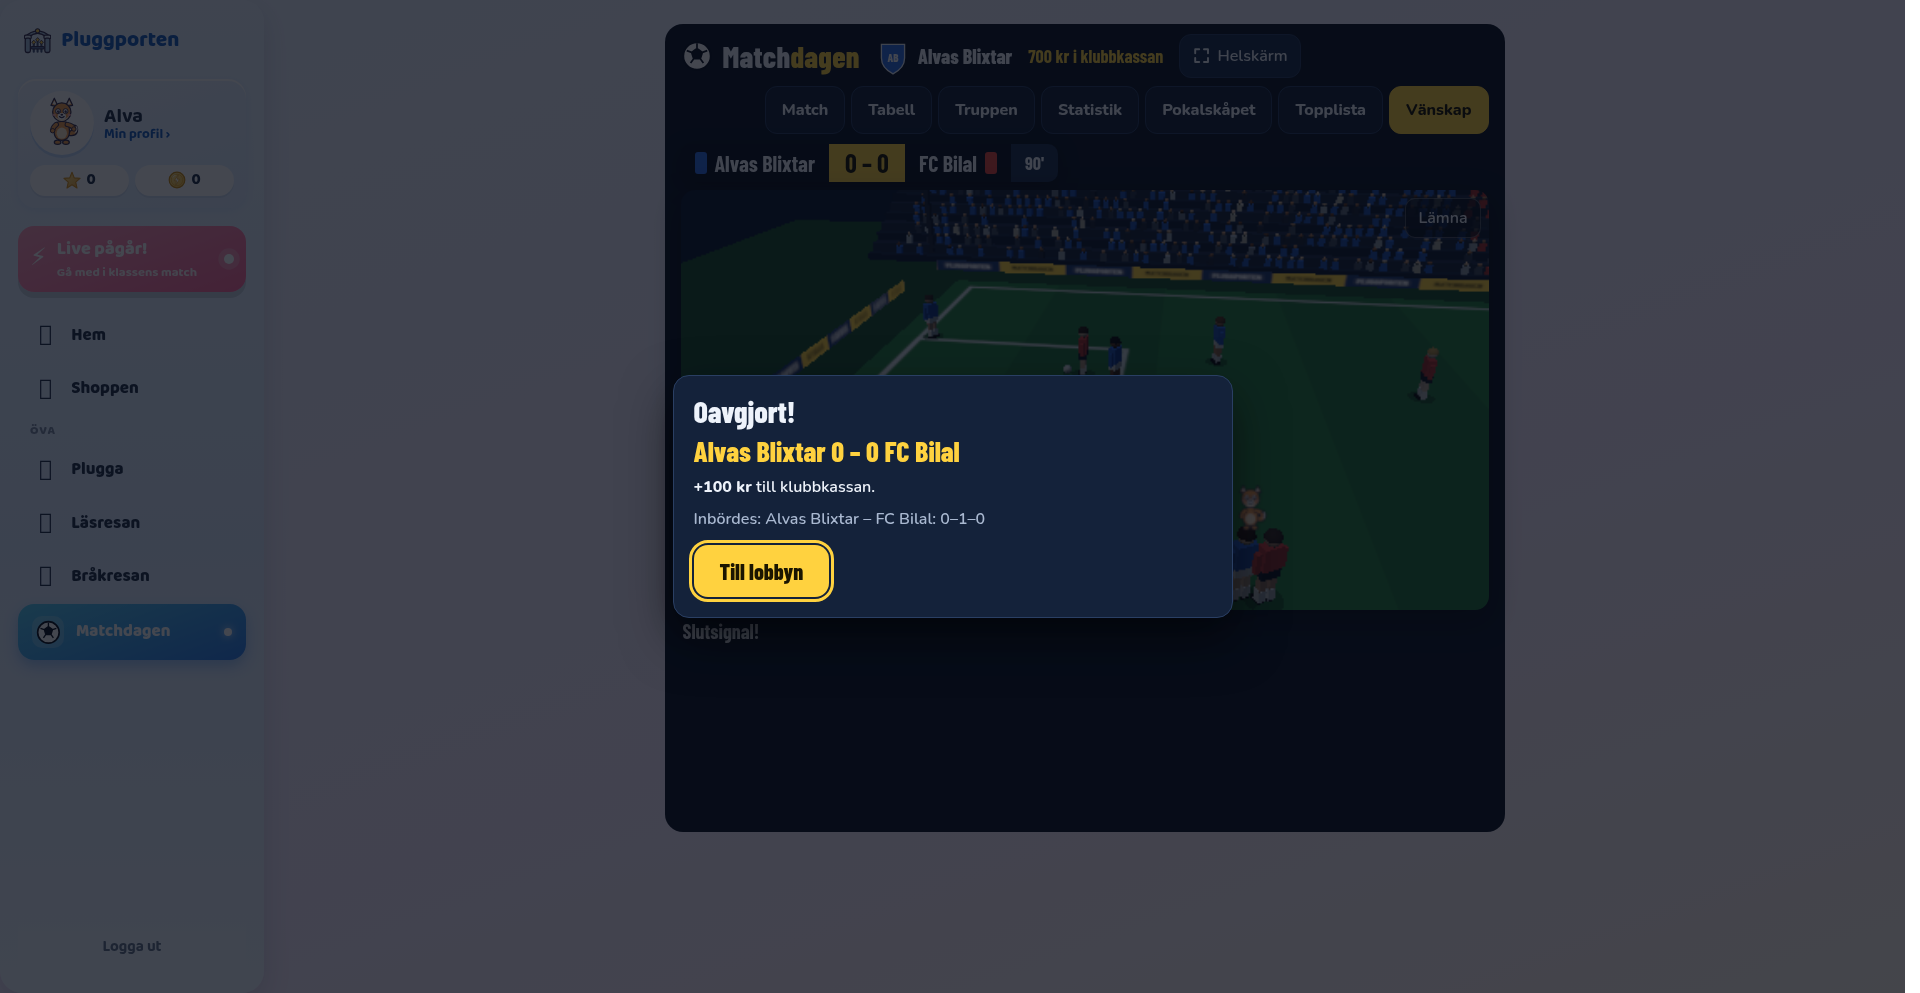 Pluggporten
Alva
Min profil ›
0
0
Live pågår!
Gå med i klassens match
Hem
Shoppen
ÖVA
Plugga
Läsresan
Bråkresan
Matchdagen
Logga ut
Matchdagen
AB
Alvas Blixtar
700 kr i klubbkassan
Helskärm
Match
Tabell
Truppen
Statistik
Pokalskåpet
Topplista
Vänskap
Alvas Blixtar
0 – 0
FC Bilal
90'
Lämna
Oavgjort!
Alvas Blixtar 0 – 0 FC Bilal
+100 kr till klubbkassan.
Inbördes: Alvas Blixtar – FC Bilal: 0–1–0
Till lobbyn
Slutsignal!